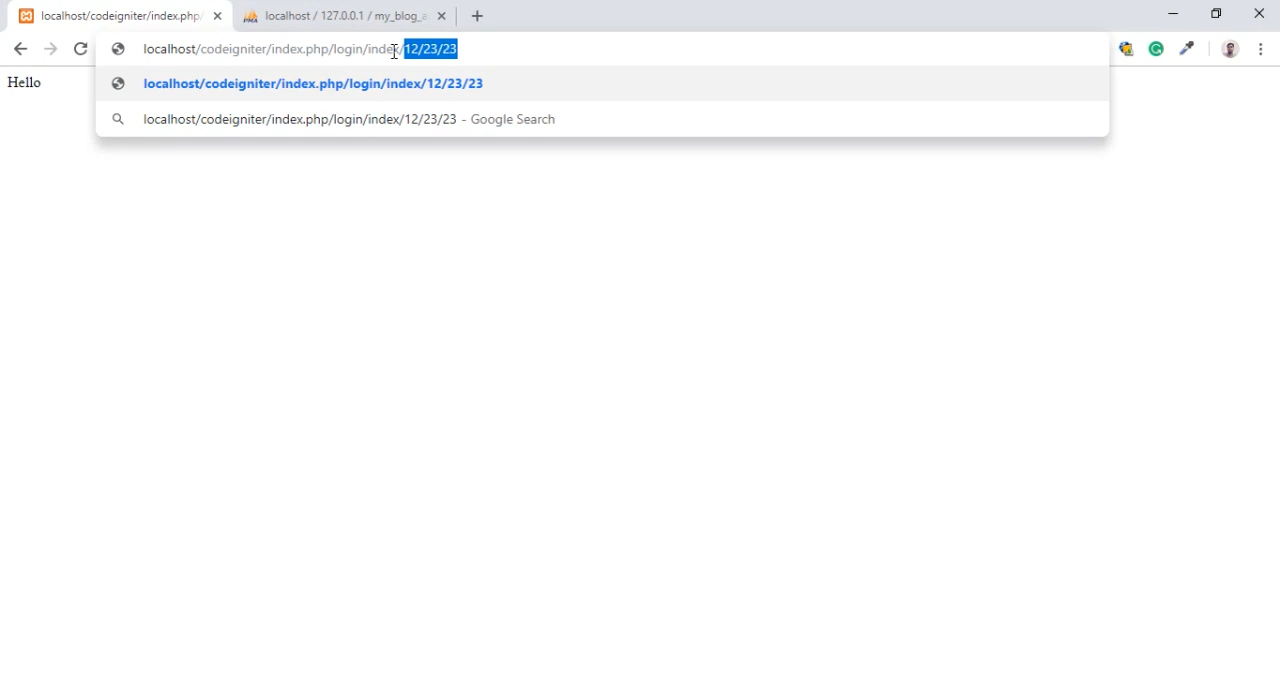 localhost/codeigniter/index.php/
localhost / 127.0.0.1 / my_blog_a
localhost/codeigniter/index.php/login/index/12/23/23
Hello
localhost/codeigniter/index.php/login/index/12/23/23
localhost/codeigniter/index.php/login/index/12/23/23 - Google Search